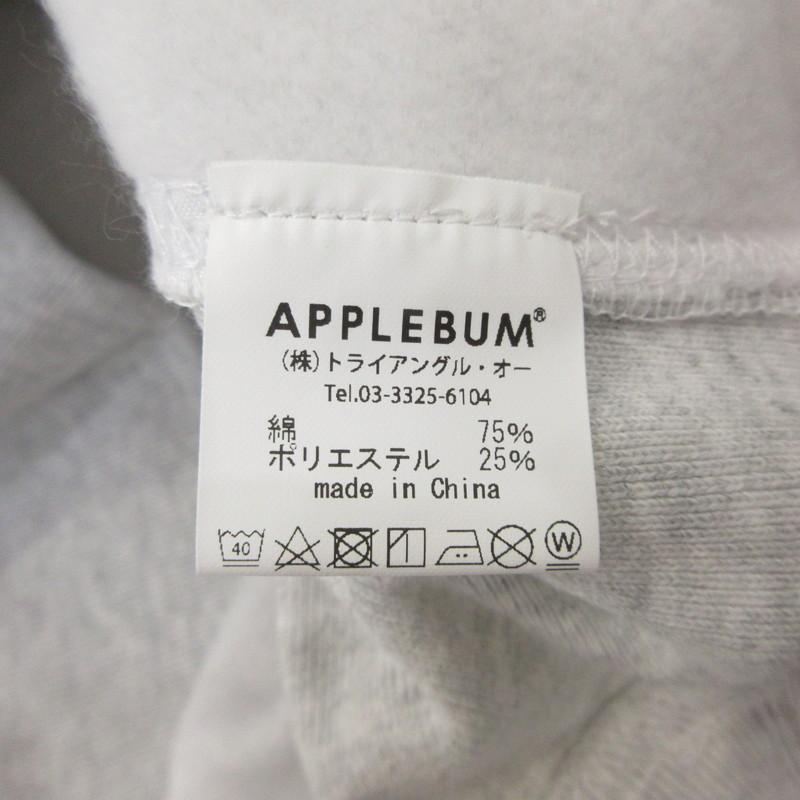 APPLEBUM®
(株)トライアングル・オー
Tel.03-3325-6104
綿 75%
ポリエステル 25%
made in China
40 W